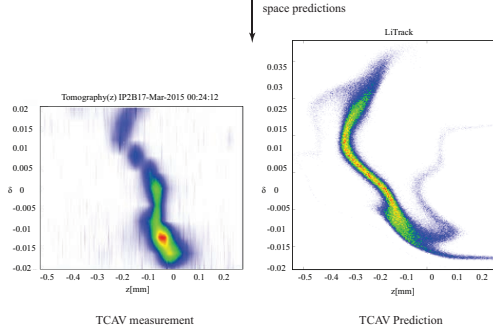 space predictions
LiTrack
Tomography(z) IP2B17-Mar-2015 00:24:12
0.02
0.015
0.01
0.005
δ 0
-0.005
-0.01
-0.015
-0.02
-0.5 -0.4 -0.3 -0.2 -0.1 0 0.1 0.2
z[mm]
TCAV measurement
0.035
0.03
0.025
0.02
0.015
0.01
0.005
δ 0
-0.005
-0.01
-0.015
-0.02
-0.5 -0.4 -0.3 -0.2 -0.1 0 0.1 0.2
z[mm]
TCAV Prediction